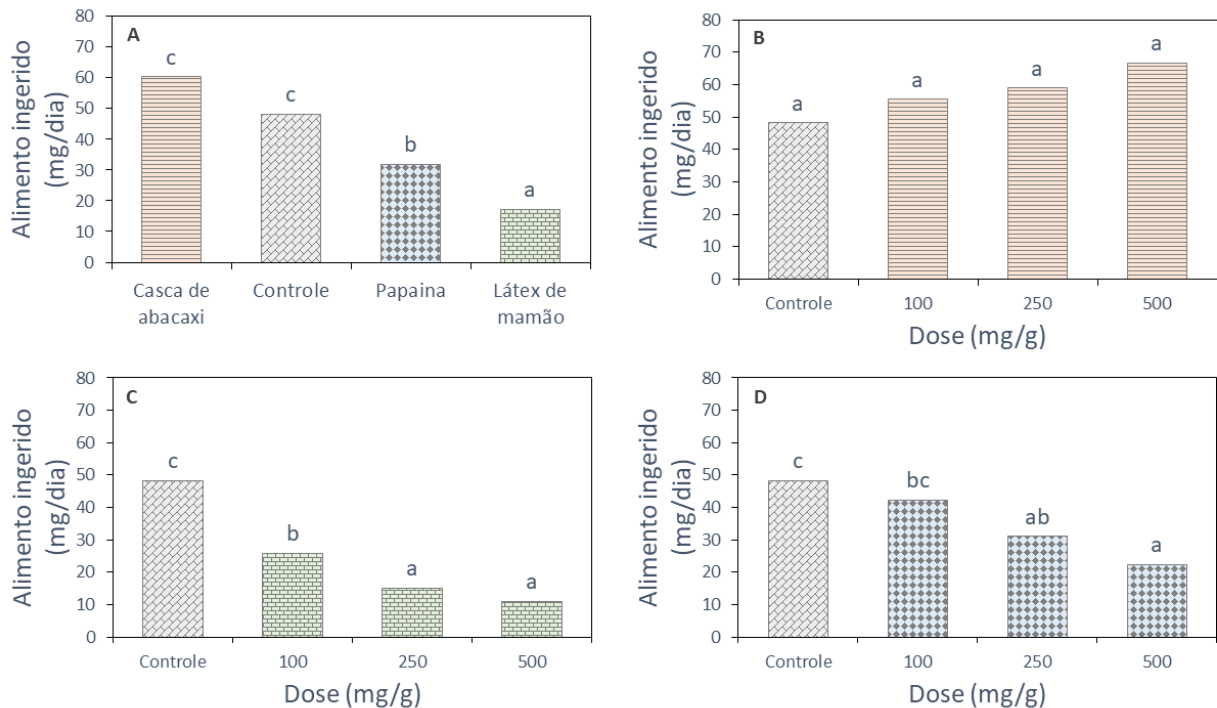 A
Alimento ingerido
(mg/dia)
80
70
60
50
40
30
20
10
0
c
c
b
a
Casca de
abacaxi
Controle
Papaina
Látex de
mamão
B
Alimento ingerido
(mg/dia)
80
70
60
50
40
30
20
10
0
a
a
a
a
Controle
100
250
500
Dose (mg/g)
C
Alimento ingerido
(mg/dia)
80
70
60
50
40
30
20
10
0
c
b
a
a
Controle
100
250
500
Dose (mg/g)
D
Alimento ingerido
(mg/dia)
80
70
60
50
40
30
20
10
0
c
bc
ab
a
Controle
100
250
500
Dose (mg/g)